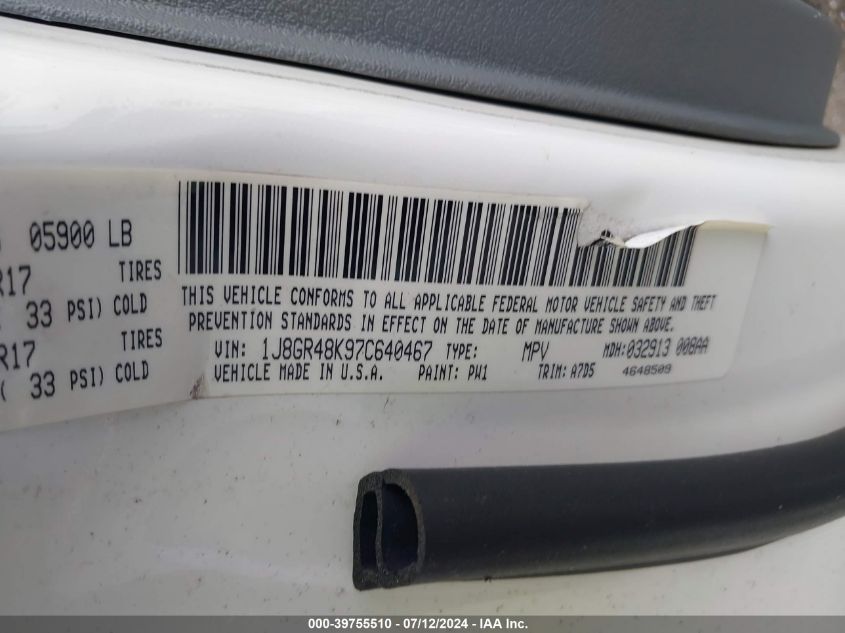 05900 LB
R17 TIRES
33 PSI) COLD
R17 TIRES
( 33 PSI) COLD
THIS VEHICLE CONFORMS TO ALL APPLICABLE FEDERAL MOTOR VEHICLE SAFETY AND THEFT
PREVENTION STANDARDS IN EFFECT ON THE DATE OF MANUFACTURE SHOWN ABOVE.
VIN: 1J8GR48K97C640467 TYPE: MPV MDH:032913 008AA
VEHICLE MADE IN U.S.A. PAINT: PW1 TRIM: A7D5 4648509
000-39755510 - 07/12/2024 - IAA Inc.